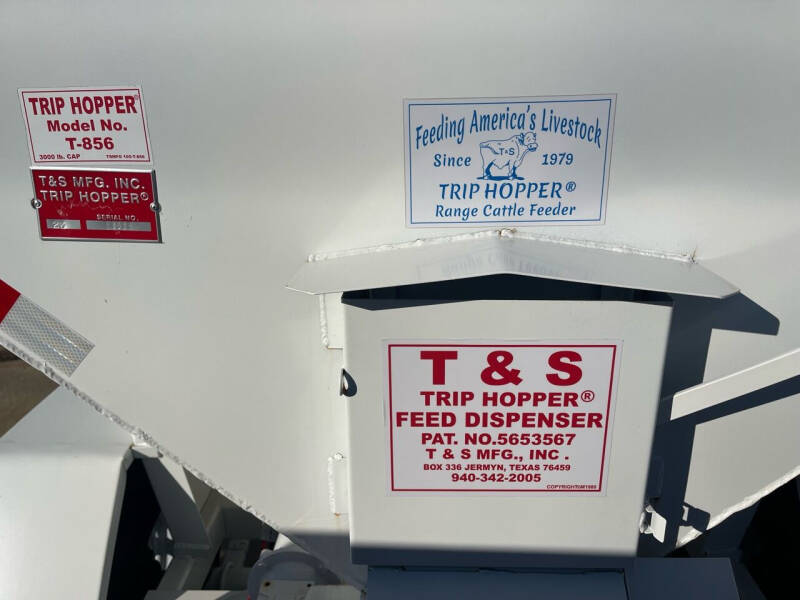 TRIP HOPPER®
Model No.
T-856
3000 lb. CAP
T&S MFG. INC.
TRIP HOPPER®
SERIAL NO.
Feeding America's Livestock
Since T&S 1979
TRIP HOPPER®
Range Cattle Feeder
T & S
TRIP HOPPER®
FEED DISPENSER
PAT. NO.5653567
T & S MFG., INC.
BOX 336 JERMYN, TEXAS 76459
940-342-2005